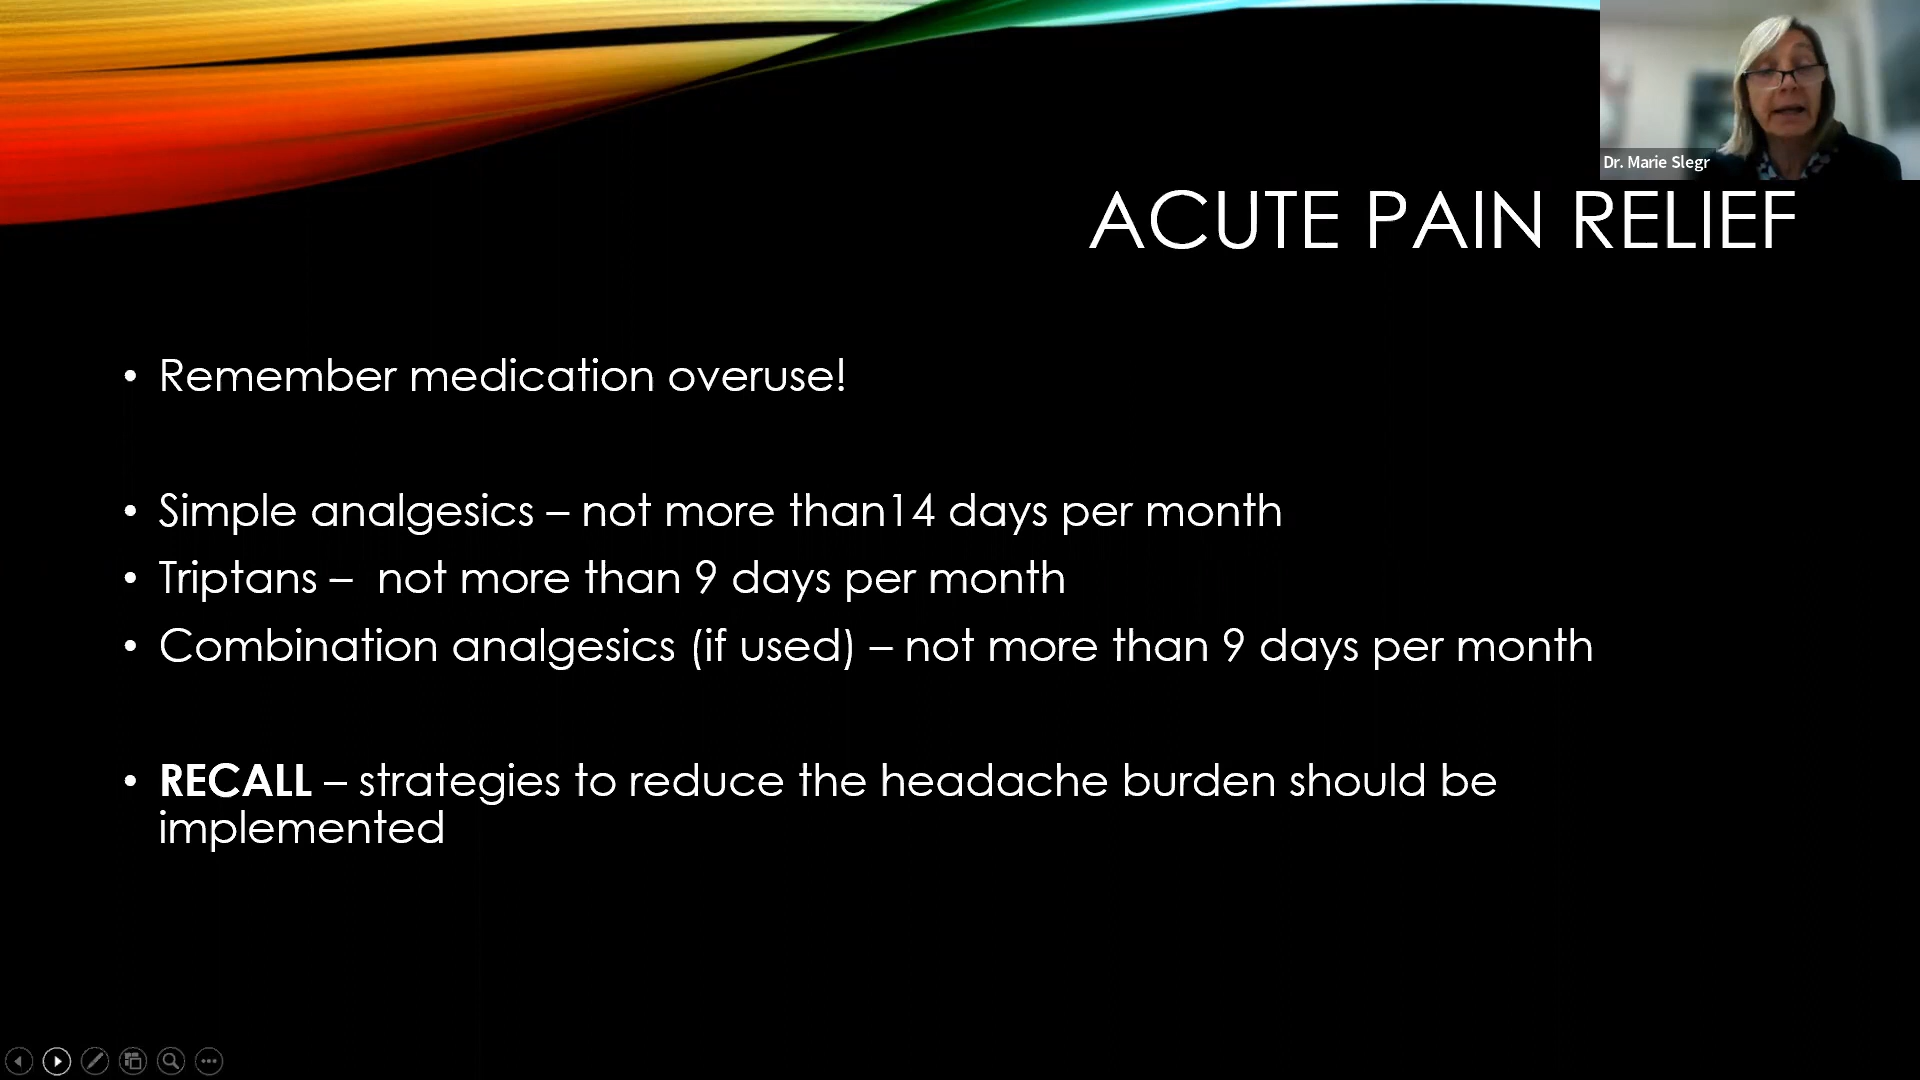 Dr. Marie Slegr
ACUTE PAIN RELIEF
• Remember medication overuse!
• Simple analgesics – not more than14 days per month
• Triptans –  not more than 9 days per month
• Combination analgesics (if used) – not more than 9 days per month
• RECALL – strategies to reduce the headache burden should be
implemented